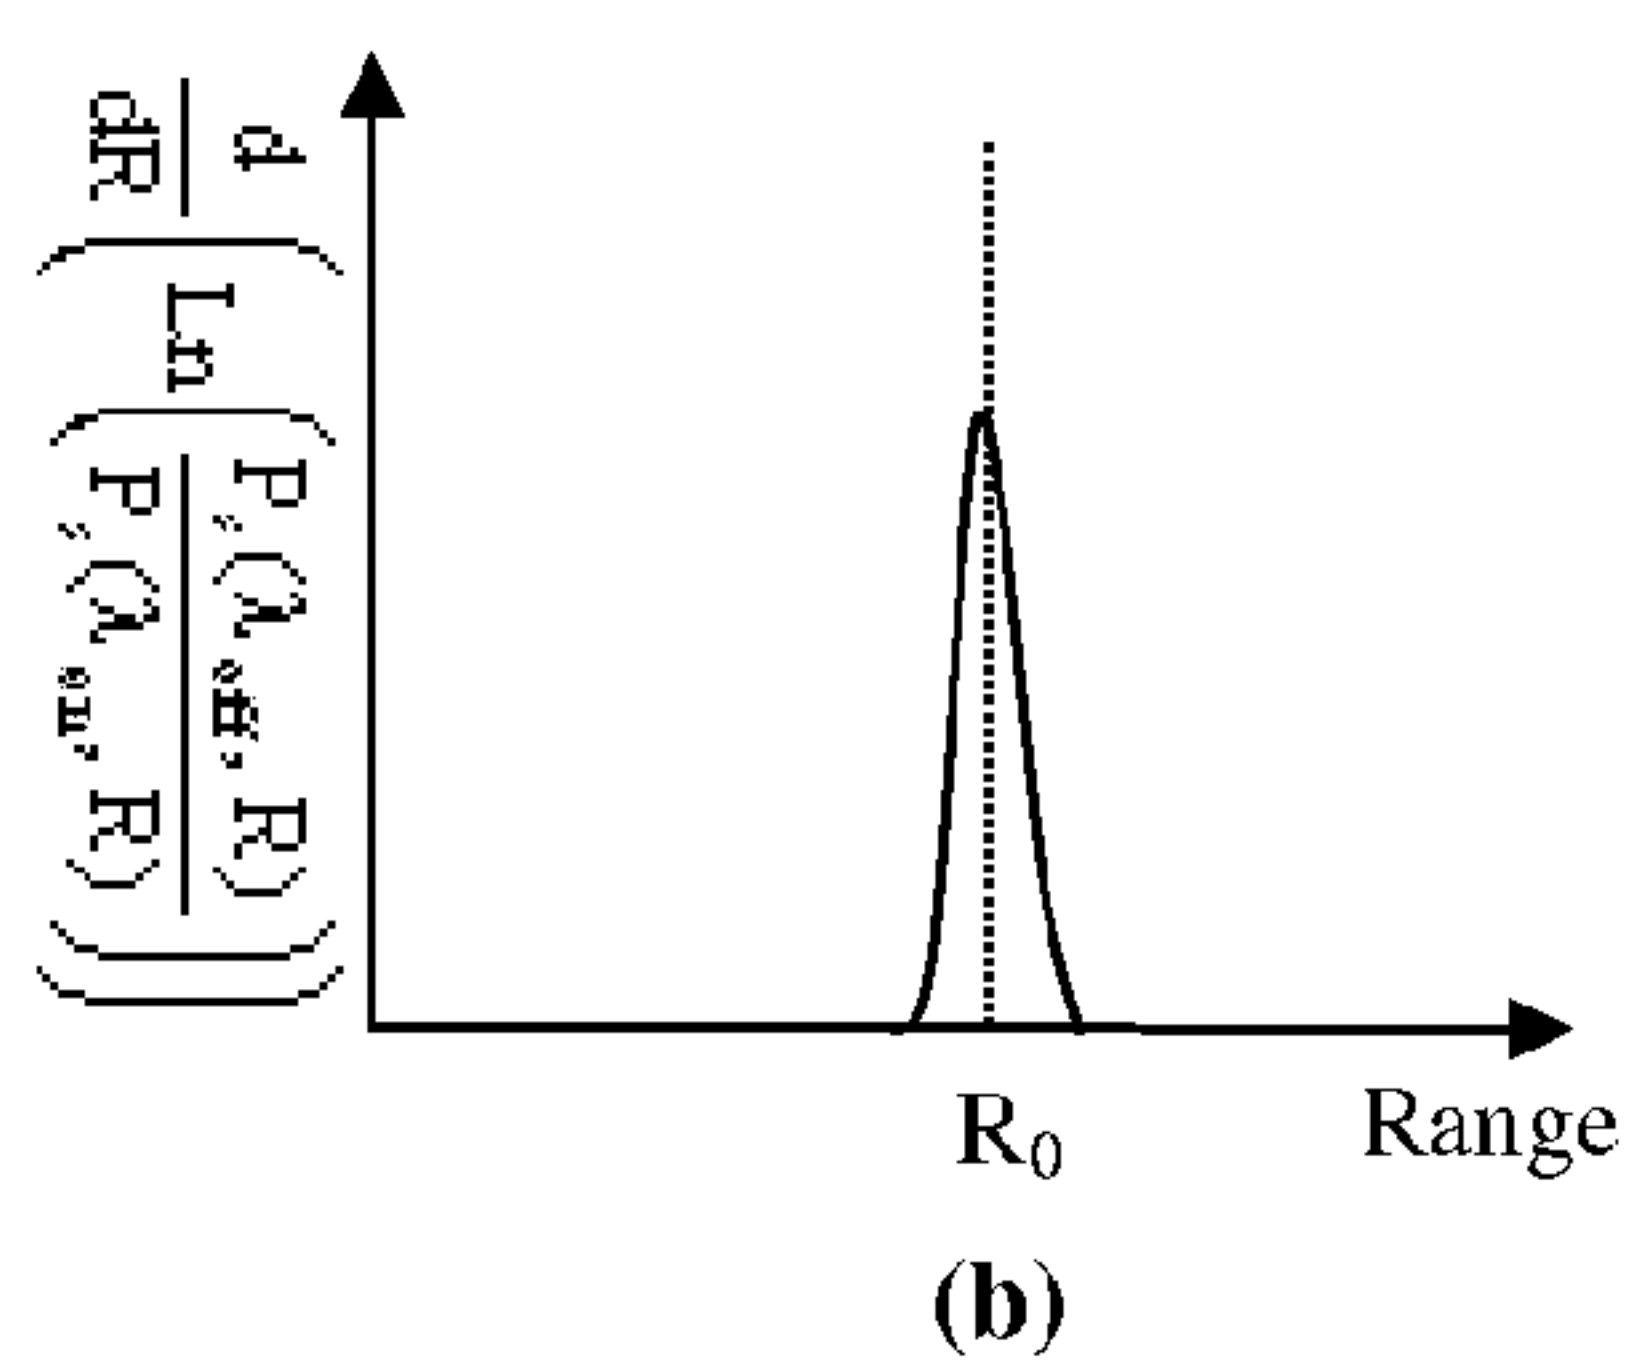 d
dR
( Ln (
P_s(λ_off, R)
P_s(λ_on, R)
))
R₀
Range
(b)